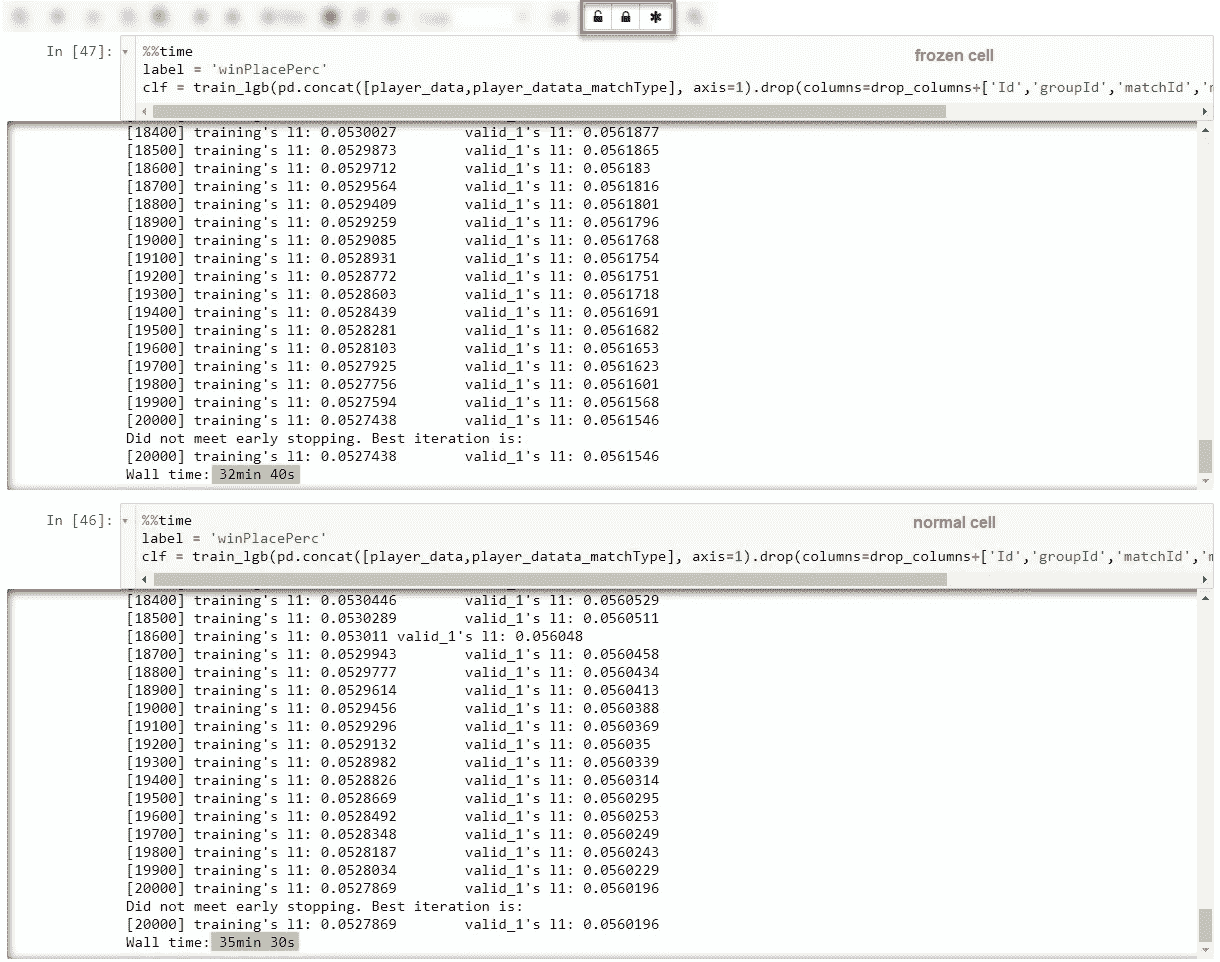 In [47]:
%%time
frozen cell
label = 'winPlacePerc'
clf = train_lgb(pd.concat([player_data,player_datata_matchType], axis=1).drop(columns=drop_columns+['Id','groupId','matchId','
[18400] training's l1: 0.0530027 valid_1's l1: 0.0561877
[18500] training's l1: 0.0529873 valid_1's l1: 0.0561865
[18600] training's l1: 0.0529712 valid_1's l1: 0.056183
[18700] training's l1: 0.0529564 valid_1's l1: 0.0561816
[18800] training's l1: 0.0529409 valid_1's l1: 0.0561801
[18900] training's l1: 0.0529259 valid_1's l1: 0.0561796
[19000] training's l1: 0.0529085 valid_1's l1: 0.0561768
[19100] training's l1: 0.0528931 valid_1's l1: 0.0561754
[19200] training's l1: 0.0528772 valid_1's l1: 0.0561751
[19300] training's l1: 0.0528603 valid_1's l1: 0.0561718
[19400] training's l1: 0.0528439 valid_1's l1: 0.0561691
[19500] training's l1: 0.0528281 valid_1's l1: 0.0561682
[19600] training's l1: 0.0528103 valid_1's l1: 0.0561653
[19700] training's l1: 0.0527925 valid_1's l1: 0.0561623
[19800] training's l1: 0.0527756 valid_1's l1: 0.0561601
[19900] training's l1: 0.0527594 valid_1's l1: 0.0561568
[20000] training's l1: 0.0527438 valid_1's l1: 0.0561546
Did not meet early stopping. Best iteration is:
[20000] training's l1: 0.0527438 valid_1's l1: 0.0561546
Wall time: 32min 40s
In [46]:
%%time
normal cell
label = 'winPlacePerc'
clf = train_lgb(pd.concat([player_data,player_datata_matchType], axis=1).drop(columns=drop_columns+['Id','groupId','matchId','
[18400] training's l1: 0.0530446 valid_1's l1: 0.0560529
[18500] training's l1: 0.0530289 valid_1's l1: 0.0560511
[18600] training's l1: 0.053011 valid_1's l1: 0.056048
[18700] training's l1: 0.0529943 valid_1's l1: 0.0560458
[18800] training's l1: 0.0529777 valid_1's l1: 0.0560434
[18900] training's l1: 0.0529614 valid_1's l1: 0.0560413
[19000] training's l1: 0.0529456 valid_1's l1: 0.0560388
[19100] training's l1: 0.0529296 valid_1's l1: 0.0560369
[19200] training's l1: 0.0529132 valid_1's l1: 0.056035
[19300] training's l1: 0.0528982 valid_1's l1: 0.0560339
[19400] training's l1: 0.0528826 valid_1's l1: 0.0560314
[19500] training's l1: 0.0528669 valid_1's l1: 0.0560295
[19600] training's l1: 0.0528492 valid_1's l1: 0.0560253
[19700] training's l1: 0.0528348 valid_1's l1: 0.0560249
[19800] training's l1: 0.0528187 valid_1's l1: 0.0560243
[19900] training's l1: 0.0528034 valid_1's l1: 0.0560229
[20000] training's l1: 0.0527869 valid_1's l1: 0.0560196
Did not meet early stopping. Best iteration is:
[20000] training's l1: 0.0527869 valid_1's l1: 0.0560196
Wall time: 35min 30s